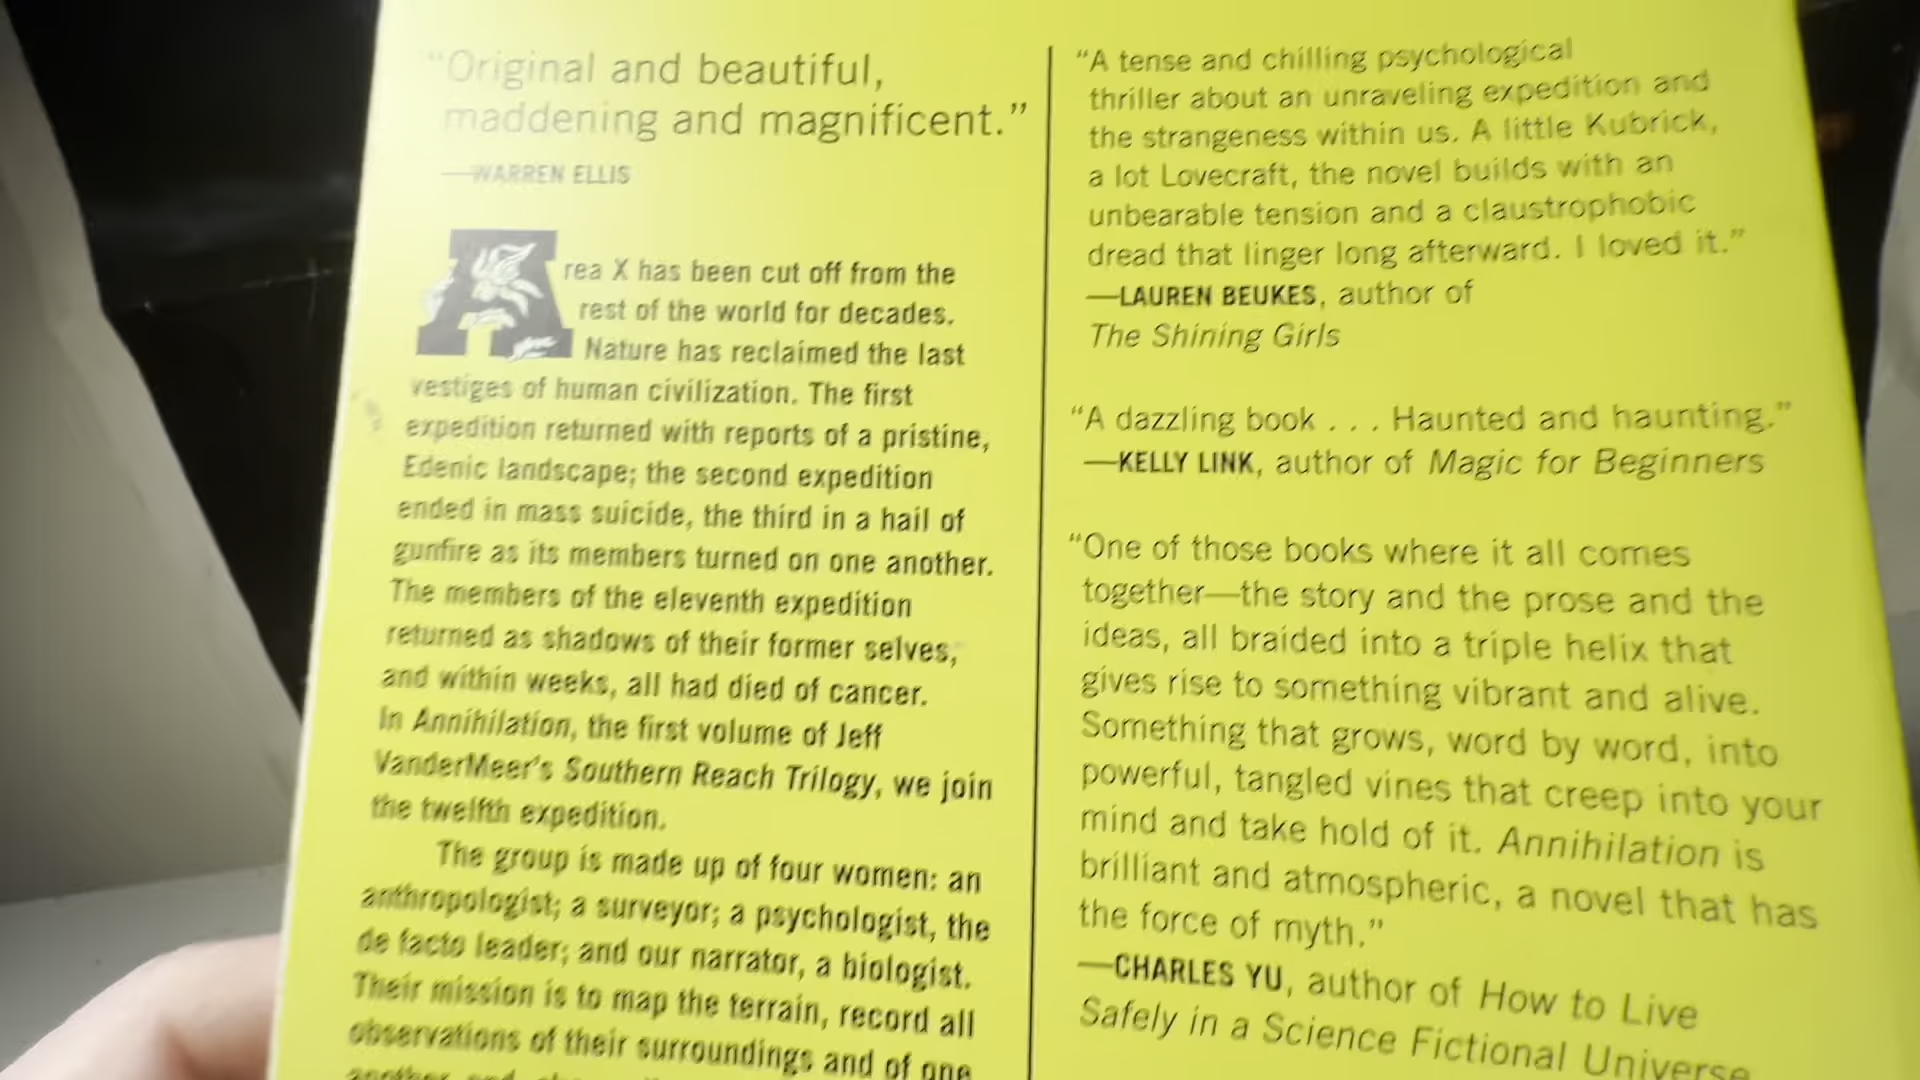 “Original and beautiful,
maddening and magnificent.”
—WARREN ELLIS
Area X has been cut off from the
rest of the world for decades.
Nature has reclaimed the last
vestiges of human civilization. The first
expedition returned with reports of a pristine,
Edenic landscape; the second expedition
ended in mass suicide, the third in a hail of
gunfire as its members turned on one another.
The members of the eleventh expedition
returned as shadows of their former selves,
and within weeks, all had died of cancer.
In Annihilation, the first volume of Jeff
VanderMeer's Southern Reach Trilogy, we join
the twelfth expedition.
The group is made up of four women: an
anthropologist; a surveyor; a psychologist, the
de facto leader; and our narrator, a biologist.
Their mission is to map the terrain, record all
observations of their surroundings and of one
“A tense and chilling psychological
thriller about an unraveling expedition and
the strangeness within us. A little Kubrick,
a lot Lovecraft, the novel builds with an
unbearable tension and a claustrophobic
dread that linger long afterward. I loved it.”
—LAUREN BEUKES, author of
The Shining Girls
“A dazzling book . . . Haunted and haunting.”
—KELLY LINK, author of Magic for Beginners
“One of those books where it all comes
together—the story and the prose and the
ideas, all braided into a triple helix that
gives rise to something vibrant and alive.
Something that grows, word by word, into
powerful, tangled vines that creep into your
mind and take hold of it. Annihilation is
brilliant and atmospheric, a novel that has
the force of myth.”
—CHARLES YU, author of How to Live
Safely in a Science Fictional Universe